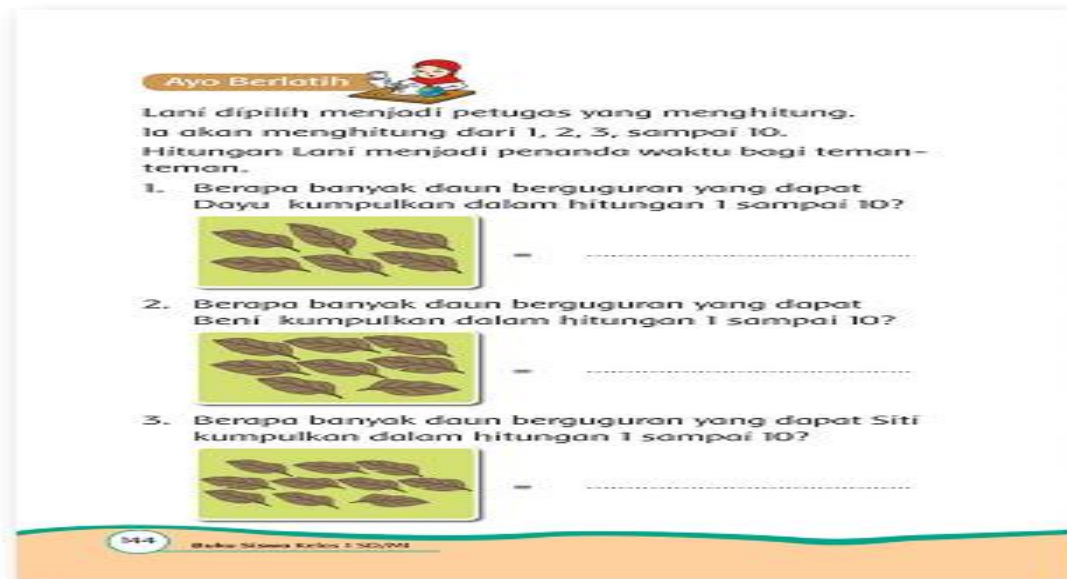 Ayo Berlatih
Lani dipilih menjadi petugas yang menghitung.
Ia akan menghitung dari 1, 2, 3, sampai 10.
Hitungan Lani menjadi penanda waktu bagi teman-
teman.
1. Berapa banyak daun berguguran yang dapat
Dayu kumpulkan dalam hitungan 1 sampai 10?
=
2. Berapa banyak daun berguguran yang dapat
Beni kumpulkan dalam hitungan 1 sampai 10?
=
3. Berapa banyak daun berguguran yang dapat Siti
kumpulkan dalam hitungan 1 sampai 10?
=
144 Buku Siswa Kelas I SD/MI